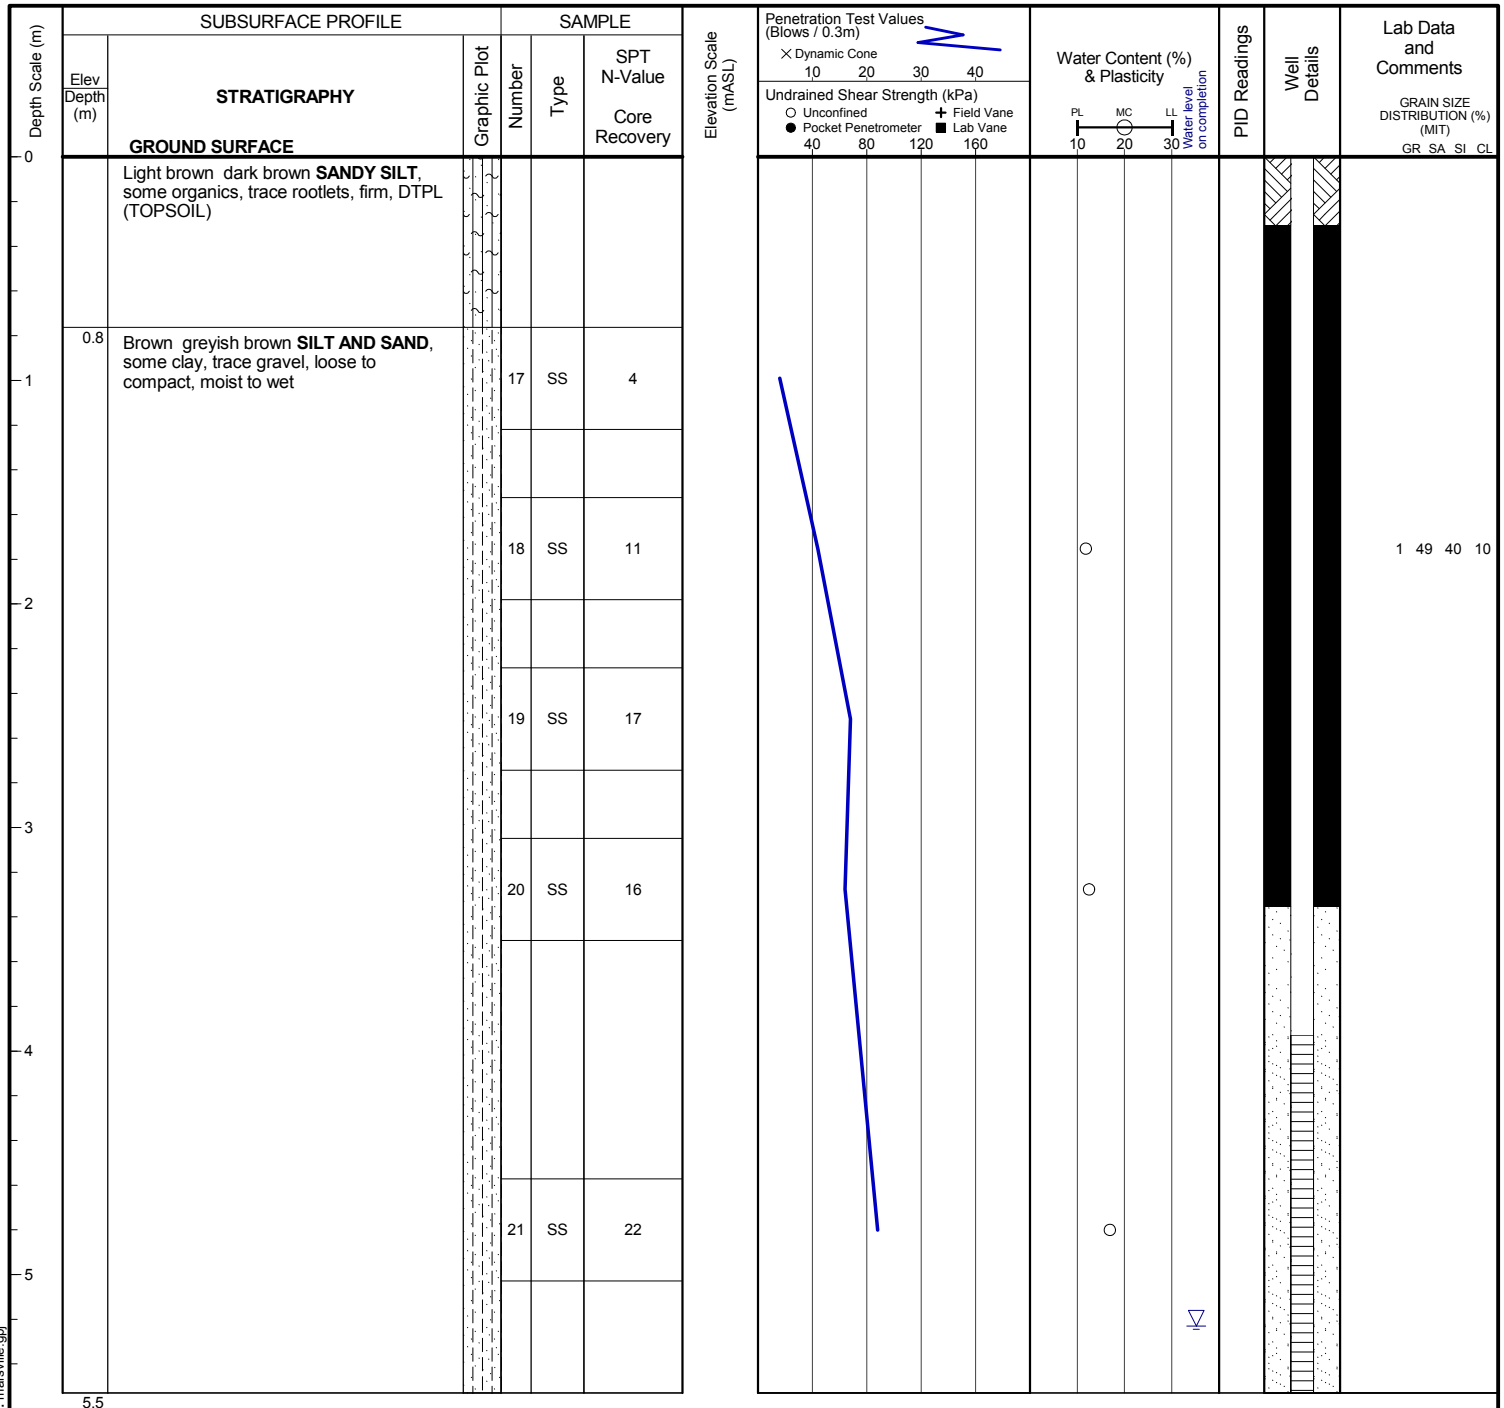 Depth Scale (m)
SUBSURFACE PROFILE
SAMPLE
Elev
Depth
(m)
STRATIGRAPHY
GROUND SURFACE
Graphic Plot
Number
Type
SPT
N-Value
Core
Recovery
Elevation Scale
(mASL)
Penetration Test Values
(Blows / 0.3m)
× Dynamic Cone
10 20 30 40
Undrained Shear Strength (kPa)
Unconfined
+ Field Vane
Pocket Penetrometer
Lab Vane
40 80 120 160
Water Content (%)
& Plasticity
PL MC LL
10 20 30
Water level
on completion
PID Readings
Well
Details
Lab Data
and
Comments
GRAIN SIZE
DISTRIBUTION (%)
(MIT)
GR SA SI CL
0
Light brown dark brown SANDY SILT,
some organics, trace rootlets, firm, DTPL
(TOPSOIL)
0.8
Brown greyish brown SILT AND SAND,
some clay, trace gravel, loose to
compact, moist to wet
1
17 SS 4
18 SS 11
1 49 40 10
2
19 SS 17
3
20 SS 16
4
21 SS 22
5
5.5